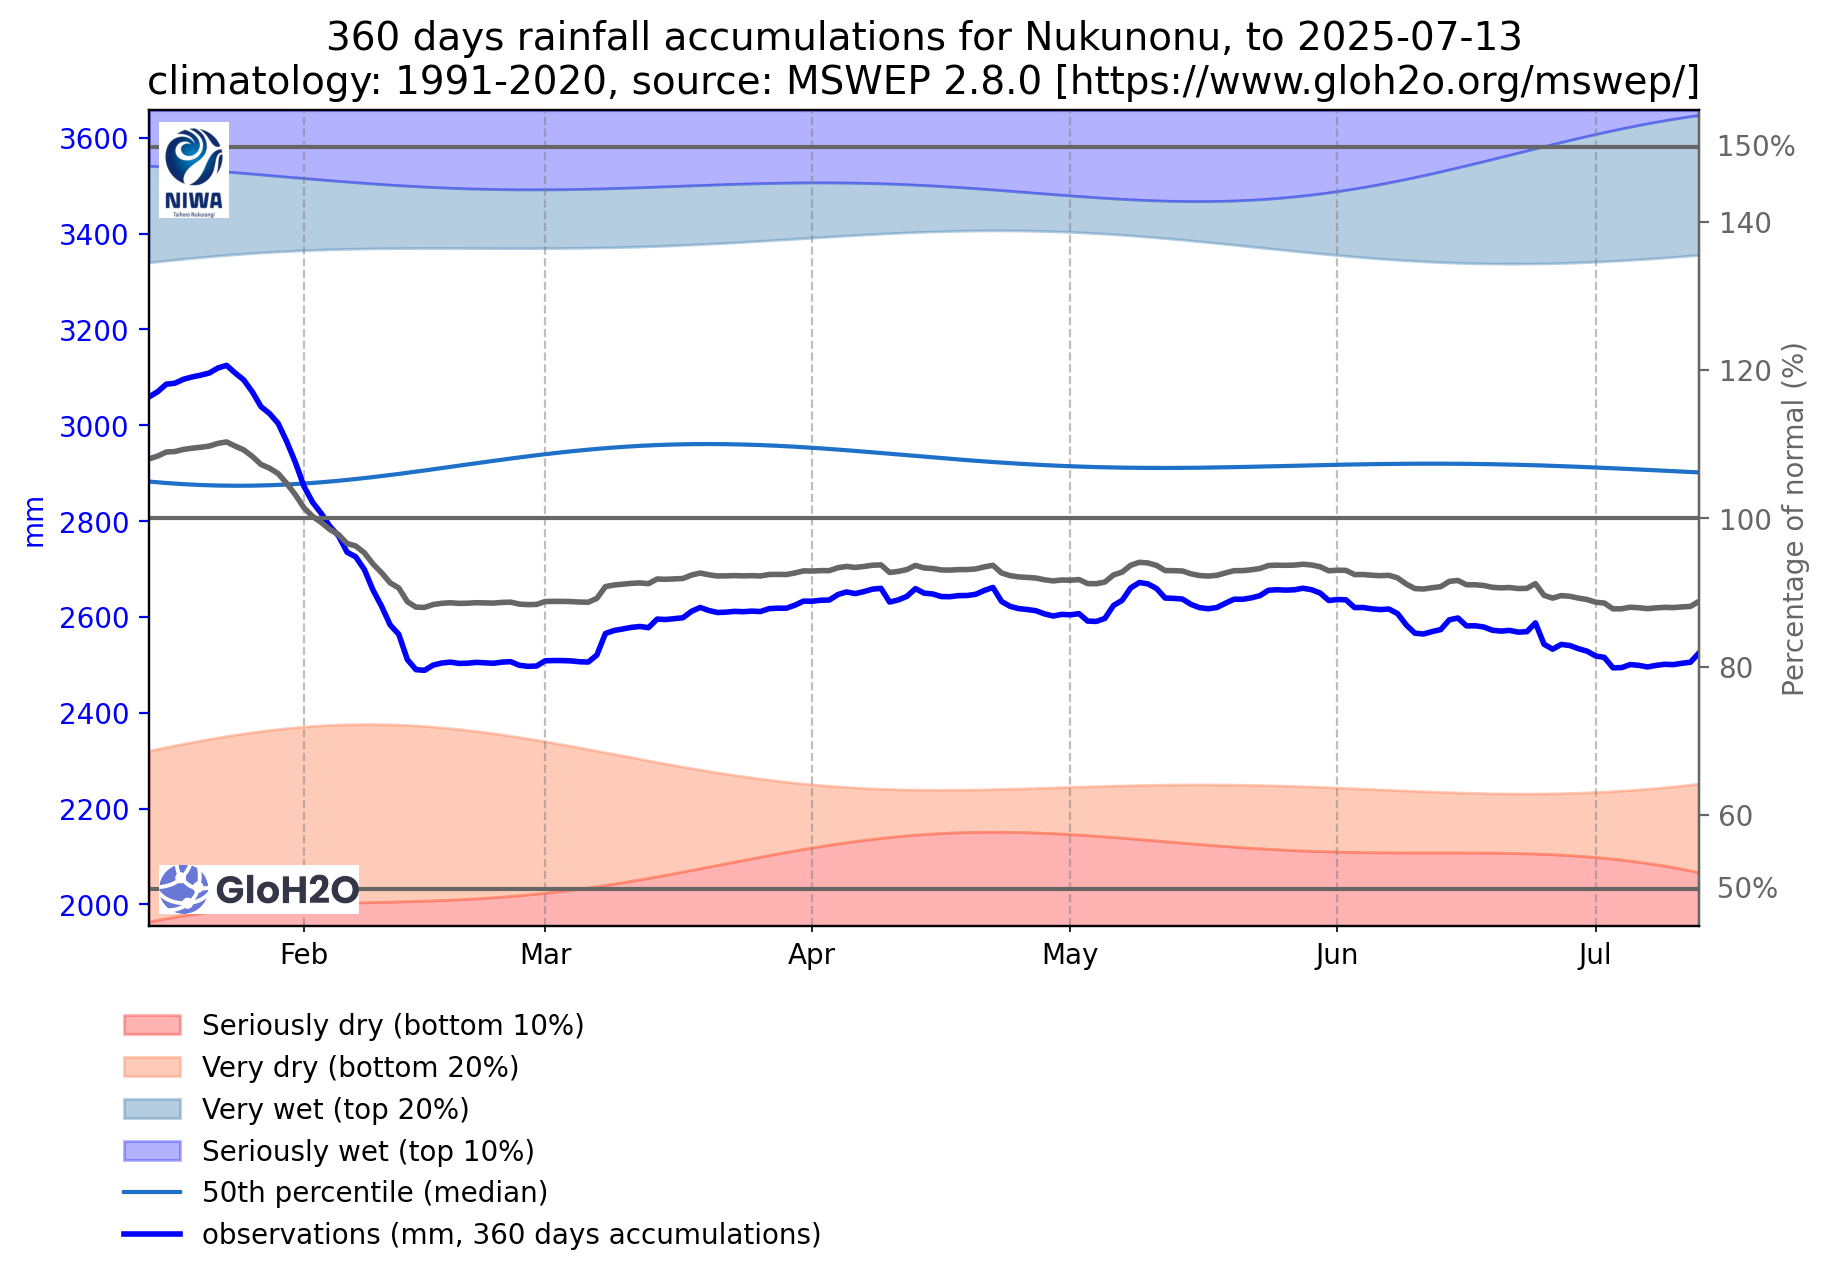 360 days rainfall accumulations for Nukunonu, to 2025-07-13
climatology: 1991-2020, source: MSWEP 2.8.0 [https://www.gloh2o.org/mswep/]
3600
3400
3200
3000
2800
2600
2400
2200
2000
mm
NIWA
Taihoro Nukurangi
GloH2O
150%
140
120
100
80
60
50%
Percentage of normal (%)
Feb
Mar
Apr
May
Jun
Jul
Seriously dry (bottom 10%)
Very dry (bottom 20%)
Very wet (top 20%)
Seriously wet (top 10%)
50th percentile (median)
observations (mm, 360 days accumulations)